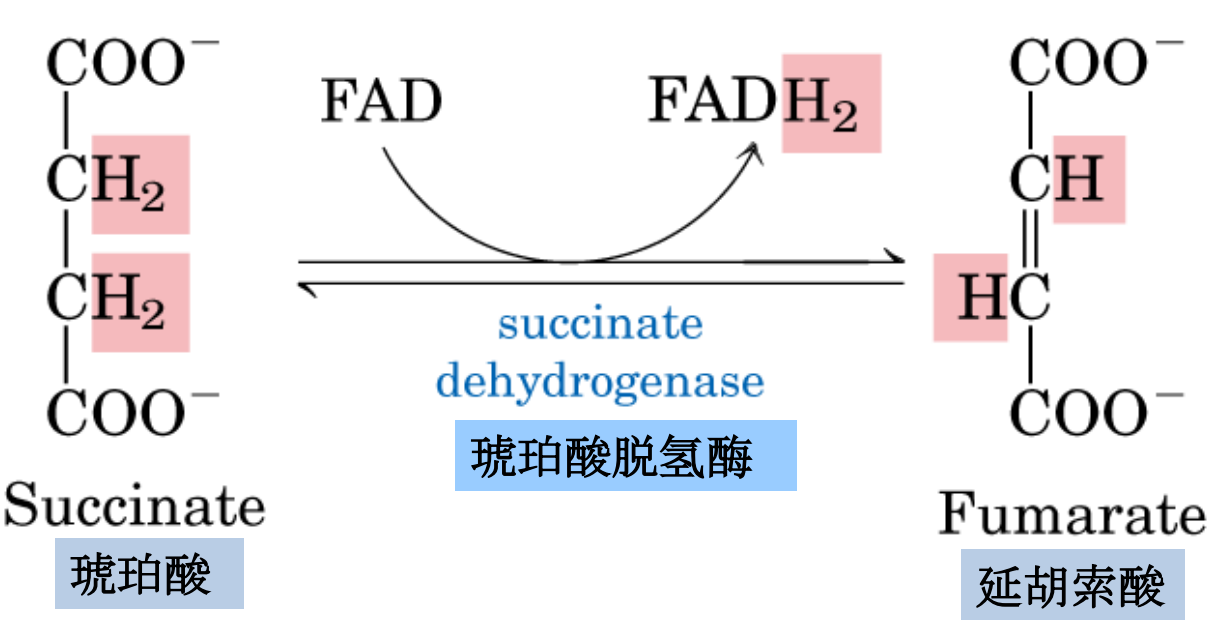 COO⁻
CH₂
CH₂
COO⁻
Succinate
琥珀酸
FAD
FADH₂
succinate
dehydrogenase
琥珀酸脱氢酶
COO⁻
CH
HC
COO⁻
Fumarate
延胡索酸